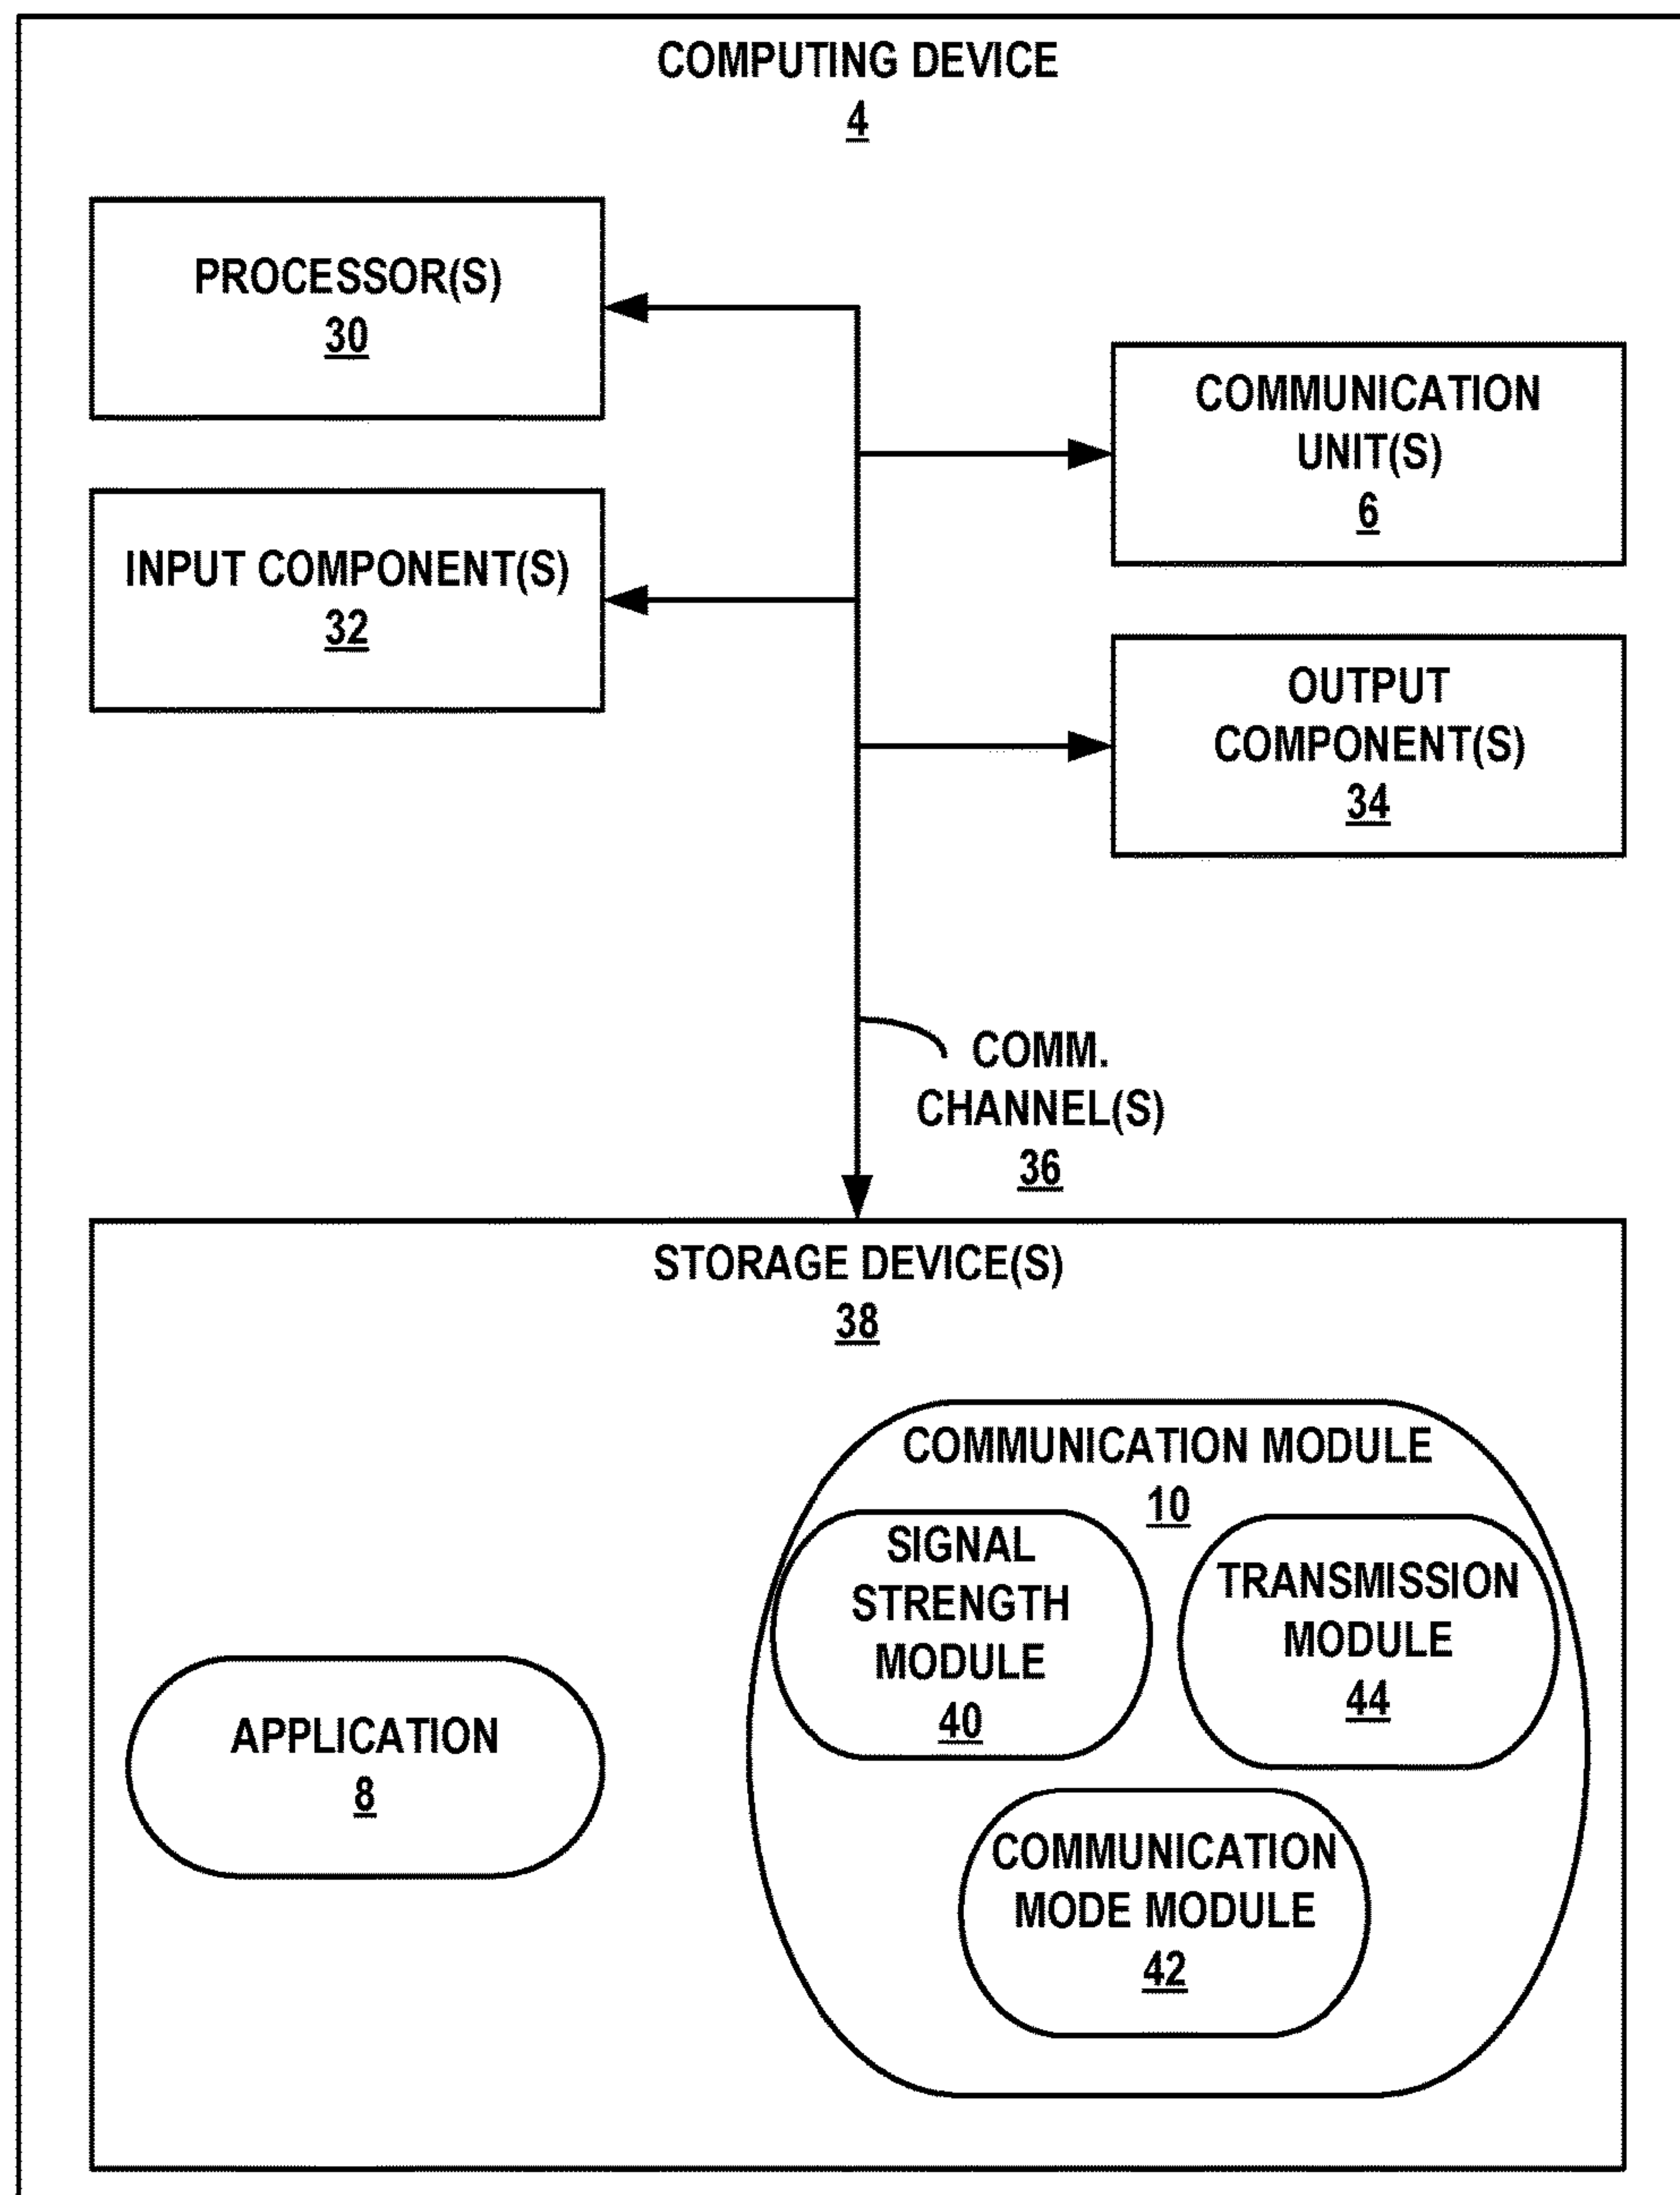 COMPUTING DEVICE
4
PROCESSOR(S)
30
COMMUNICATION
UNIT(S)
6
INPUT COMPONENT(S)
32
OUTPUT
COMPONENT(S)
34
COMM.
CHANNEL(S)
36
STORAGE DEVICE(S)
38
COMMUNICATION MODULE
10
SIGNAL
STRENGTH
MODULE
40
TRANSMISSION
MODULE
44
APPLICATION
8
COMMUNICATION
MODE MODULE
42